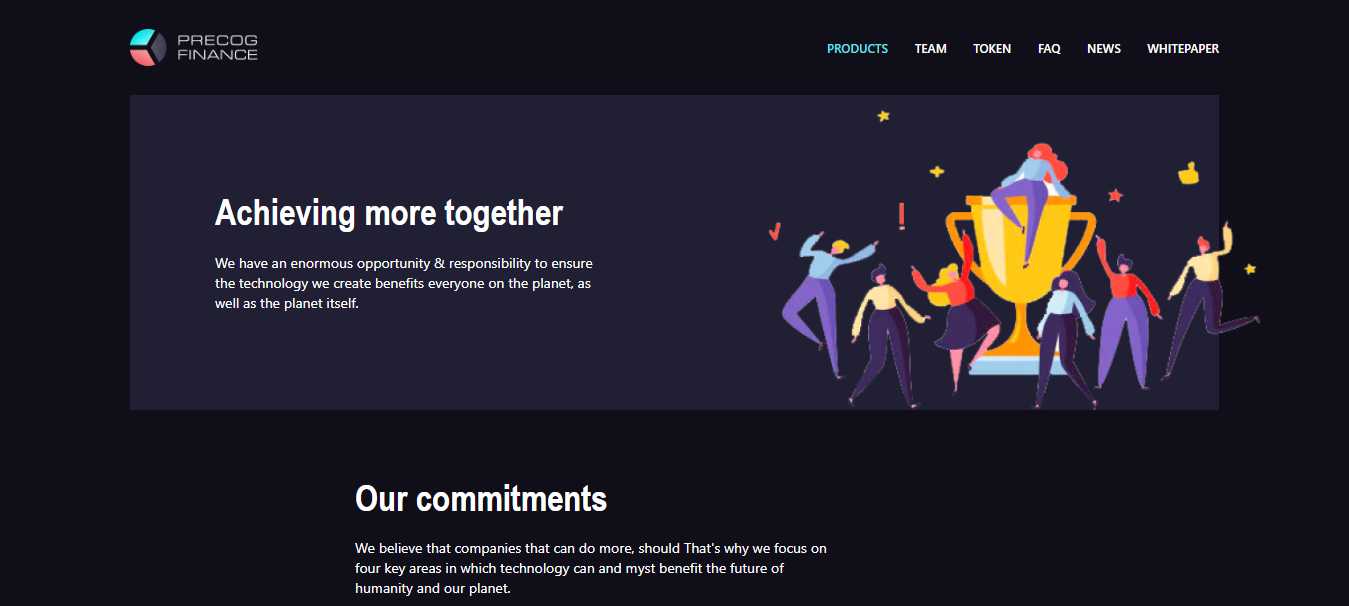 PRECOG
FINANCE
PRODUCTS TEAM TOKEN FAQ NEWS WHITEPAPER
Achieving more together
We have an enormous opportunity & responsibility to ensure
the technology we create benefits everyone on the planet, as
well as the planet itself.
Our commitments
We believe that companies that can do more, should That's why we focus on
four key areas in which technology can and myst benefit the future of
humanity and our planet.